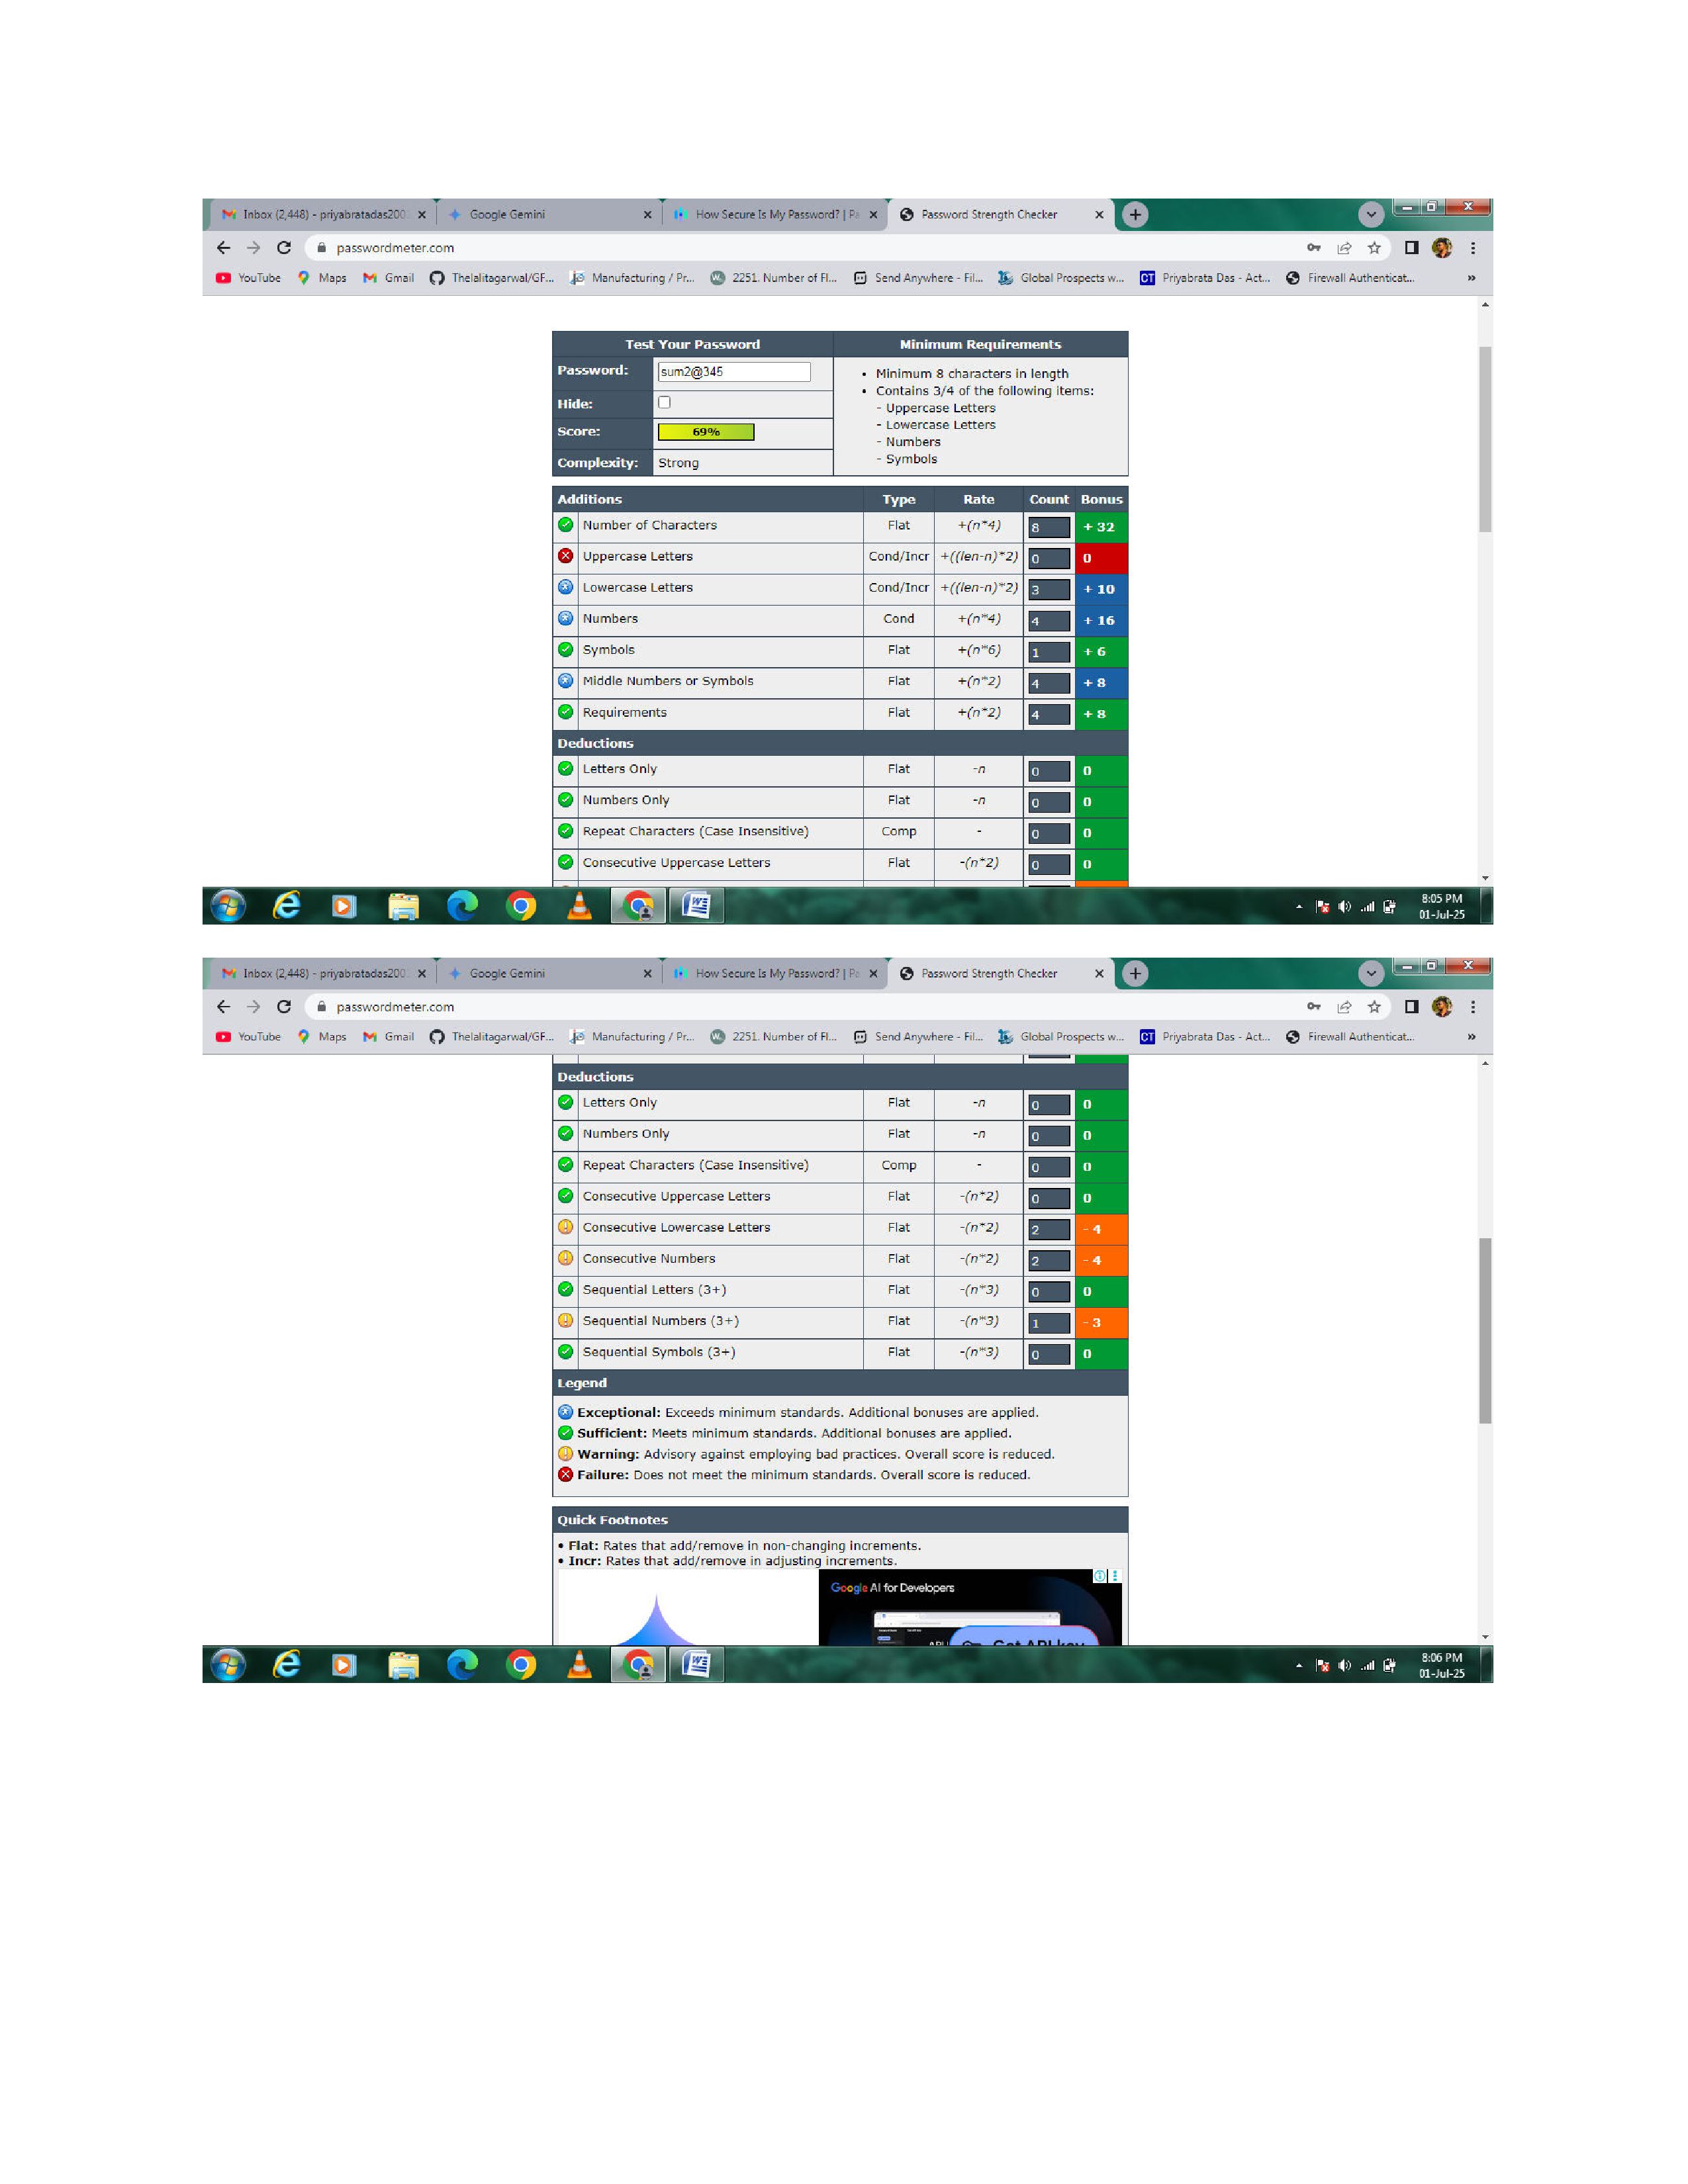 Inbox (2,448) - priyabratadas200
Google Gemini
How Secure Is My Password? | Pa
Password Strength Checker
passwordmeter.com
YouTube Maps Gmail Thelalitagarwal/GF... Manufacturing / Pr... 2251. Number of Fl... Send Anywhere - Fil... Global Prospects w... Priyabrata Das - Act... Firewall Authenticat... »
Test Your Password
Minimum Requirements
Password: sum2@345
Hide:
Score: 69%
Complexity: Strong
• Minimum 8 characters in length
• Contains 3/4 of the following items:
- Uppercase Letters
- Lowercase Letters
- Numbers
- Symbols
Additions Type Rate Count Bonus
Number of Characters Flat +(n*4) 8 + 32
Uppercase Letters Cond/Incr +((len-n)*2) 0 0
Lowercase Letters Cond/Incr +((len-n)*2) 3 + 10
Numbers Cond +(n*4) 4 + 16
Symbols Flat +(n*6) 1 + 6
Middle Numbers or Symbols Flat +(n*2) 4 + 8
Requirements Flat +(n*2) 4 + 8
Deductions
Letters Only Flat -n 0 0
Numbers Only Flat -n 0 0
Repeat Characters (Case Insensitive) Comp - 0 0
Consecutive Uppercase Letters Flat -(n*2) 0 0
8:05 PM
01-Jul-25
Inbox (2,448) - priyabratadas200
Google Gemini
How Secure Is My Password? | Pa
Password Strength Checker
passwordmeter.com
YouTube Maps Gmail Thelalitagarwal/GF... Manufacturing / Pr... 2251. Number of Fl... Send Anywhere - Fil... Global Prospects w... Priyabrata Das - Act... Firewall Authenticat... »
Deductions
Letters Only Flat -n 0 0
Numbers Only Flat -n 0 0
Repeat Characters (Case Insensitive) Comp - 0 0
Consecutive Uppercase Letters Flat -(n*2) 0 0
Consecutive Lowercase Letters Flat -(n*2) 2 - 4
Consecutive Numbers Flat -(n*2) 2 - 4
Sequential Letters (3+) Flat -(n*3) 0 0
Sequential Numbers (3+) Flat -(n*3) 1 - 3
Sequential Symbols (3+) Flat -(n*3) 0 0
Legend
Exceptional: Exceeds minimum standards. Additional bonuses are applied.
Sufficient: Meets minimum standards. Additional bonuses are applied.
Warning: Advisory against employing bad practices. Overall score is reduced.
Failure: Does not meet the minimum standards. Overall score is reduced.
Quick Footnotes
• Flat: Rates that add/remove in non-changing increments.
• Incr: Rates that add/remove in adjusting increments.
Google AI for Developers
Get API key
8:06 PM
01-Jul-25